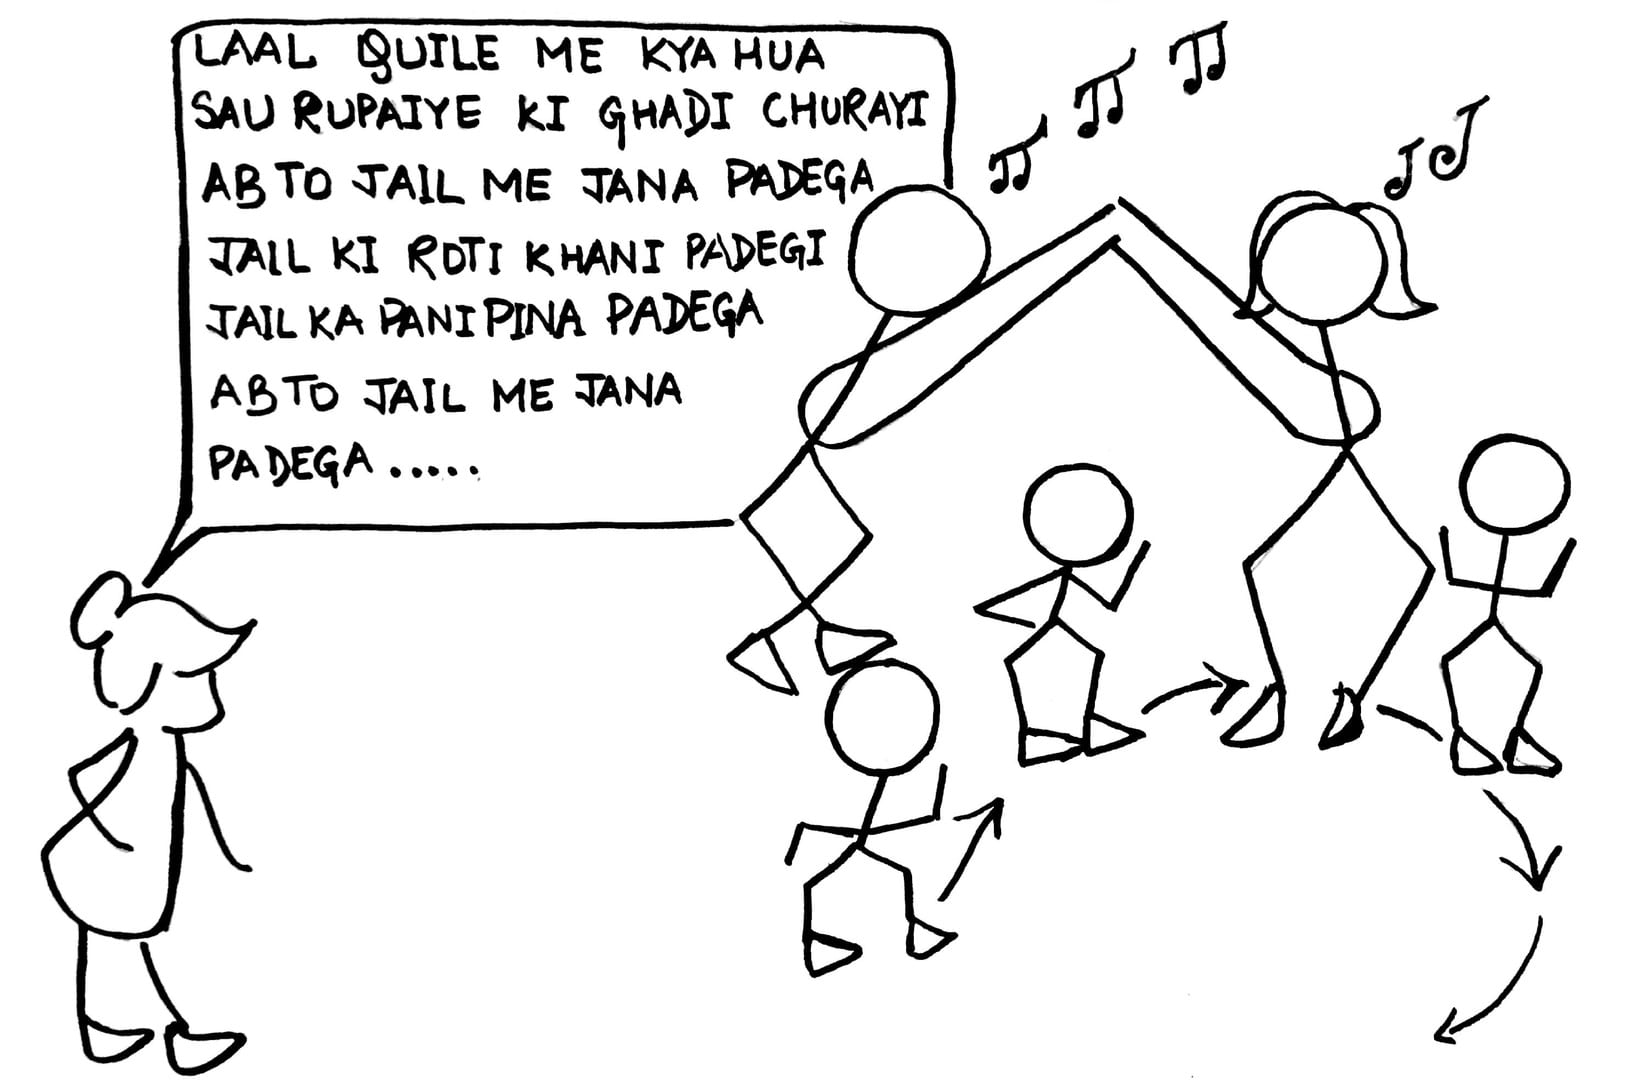 LAAL QUILE ME KYA HUA
SAU RUPAIYE KI GHADI CHURAYI
AB TO JAIL ME JANA PADEGA
JAIL KI ROTI KHANI PADEGI
JAIL KA PANI PINA PADEGA
AB TO JAIL ME JANA
PADEGA.....